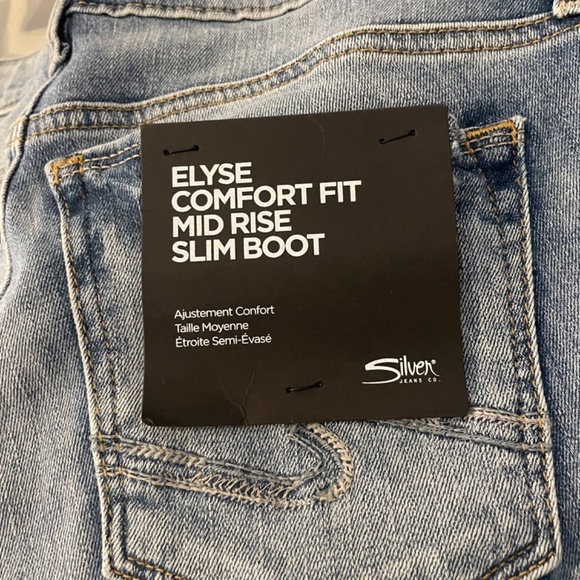 ELYSE
COMFORT FIT
MID RISE
SLIM BOOT
Ajustement Confort
Taille Moyenne
Étroite Semi-Évasé
Silver®
JEANS CO.